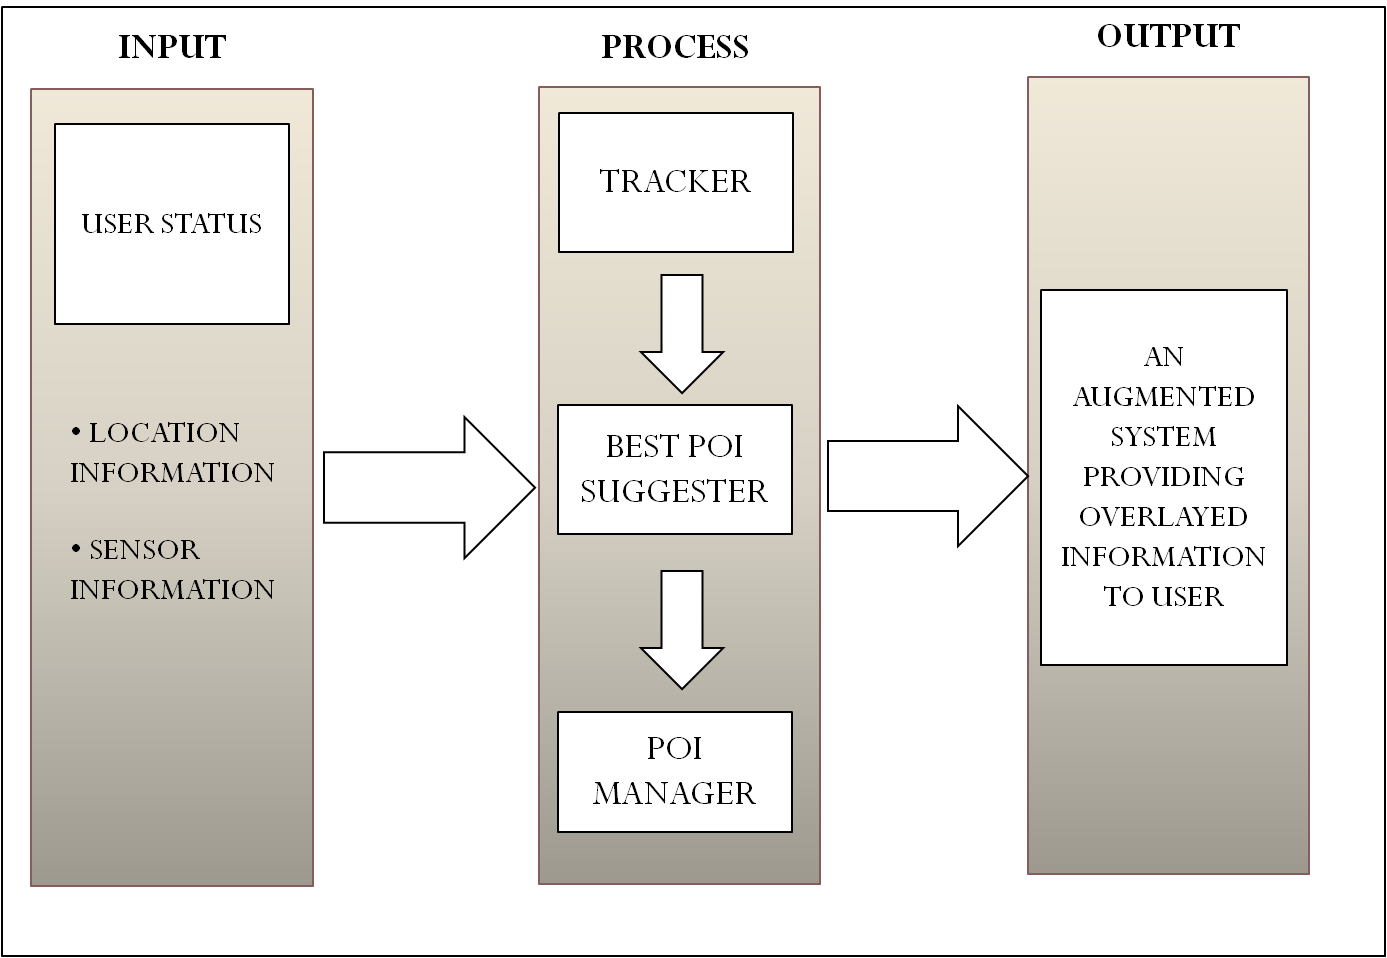 INPUT
USER STATUS
• LOCATION
INFORMATION
• SENSOR
INFORMATION
PROCESS
TRACKER
BEST POI
SUGGESTER
POI
MANAGER
OUTPUT
AN
AUGMENTED
SYSTEM
PROVIDING
OVERLAYED
INFORMATION
TO USER